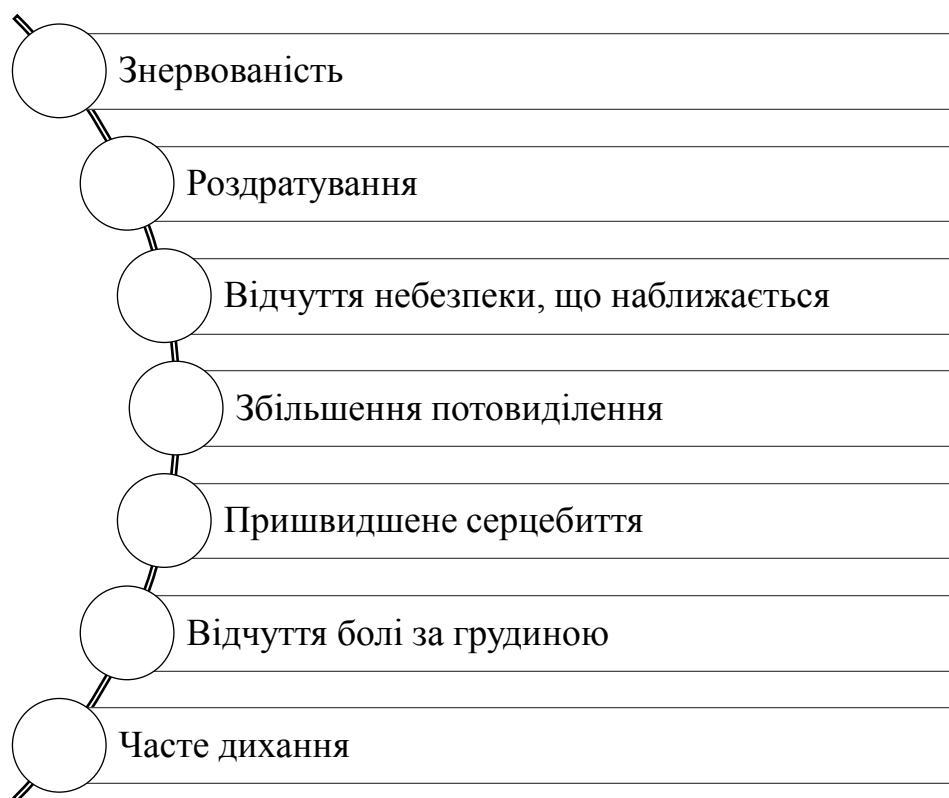 Знервованість
Роздратування
Відчуття небезпеки, що наближається
Збільшення потовиділення
Пришвидшене серцебиття
Відчуття болі за грудиною
Часте дихання